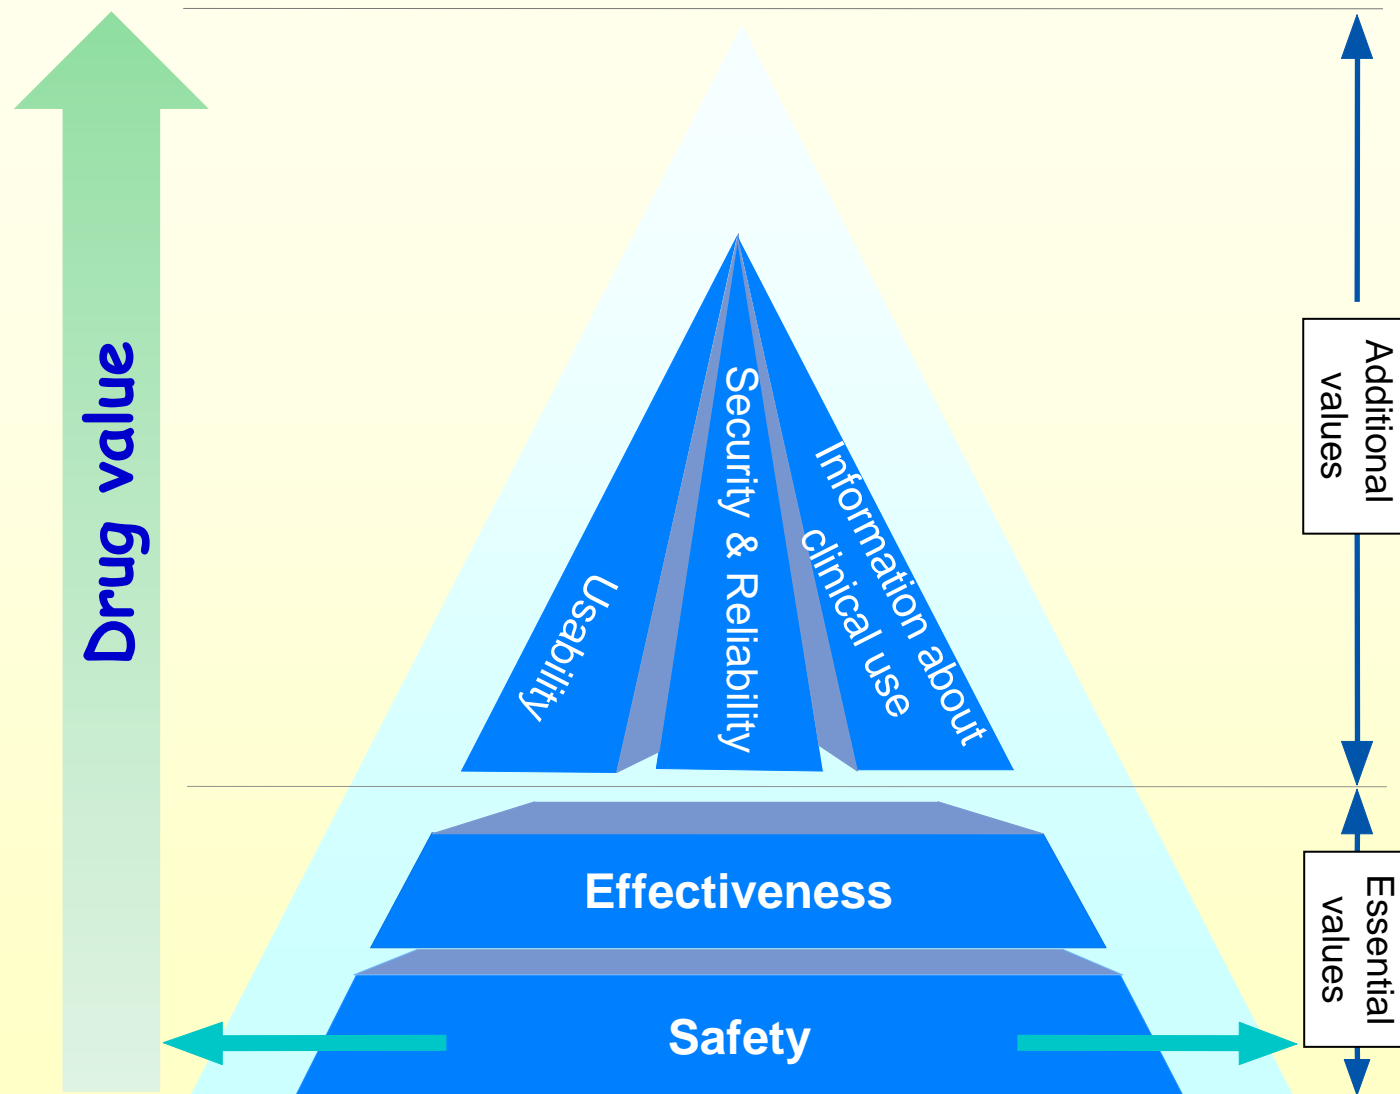 Drug value
Usability
Security & Reliability
Information about
clinical use
Additional
values
Effectiveness
Safety
Essential
values